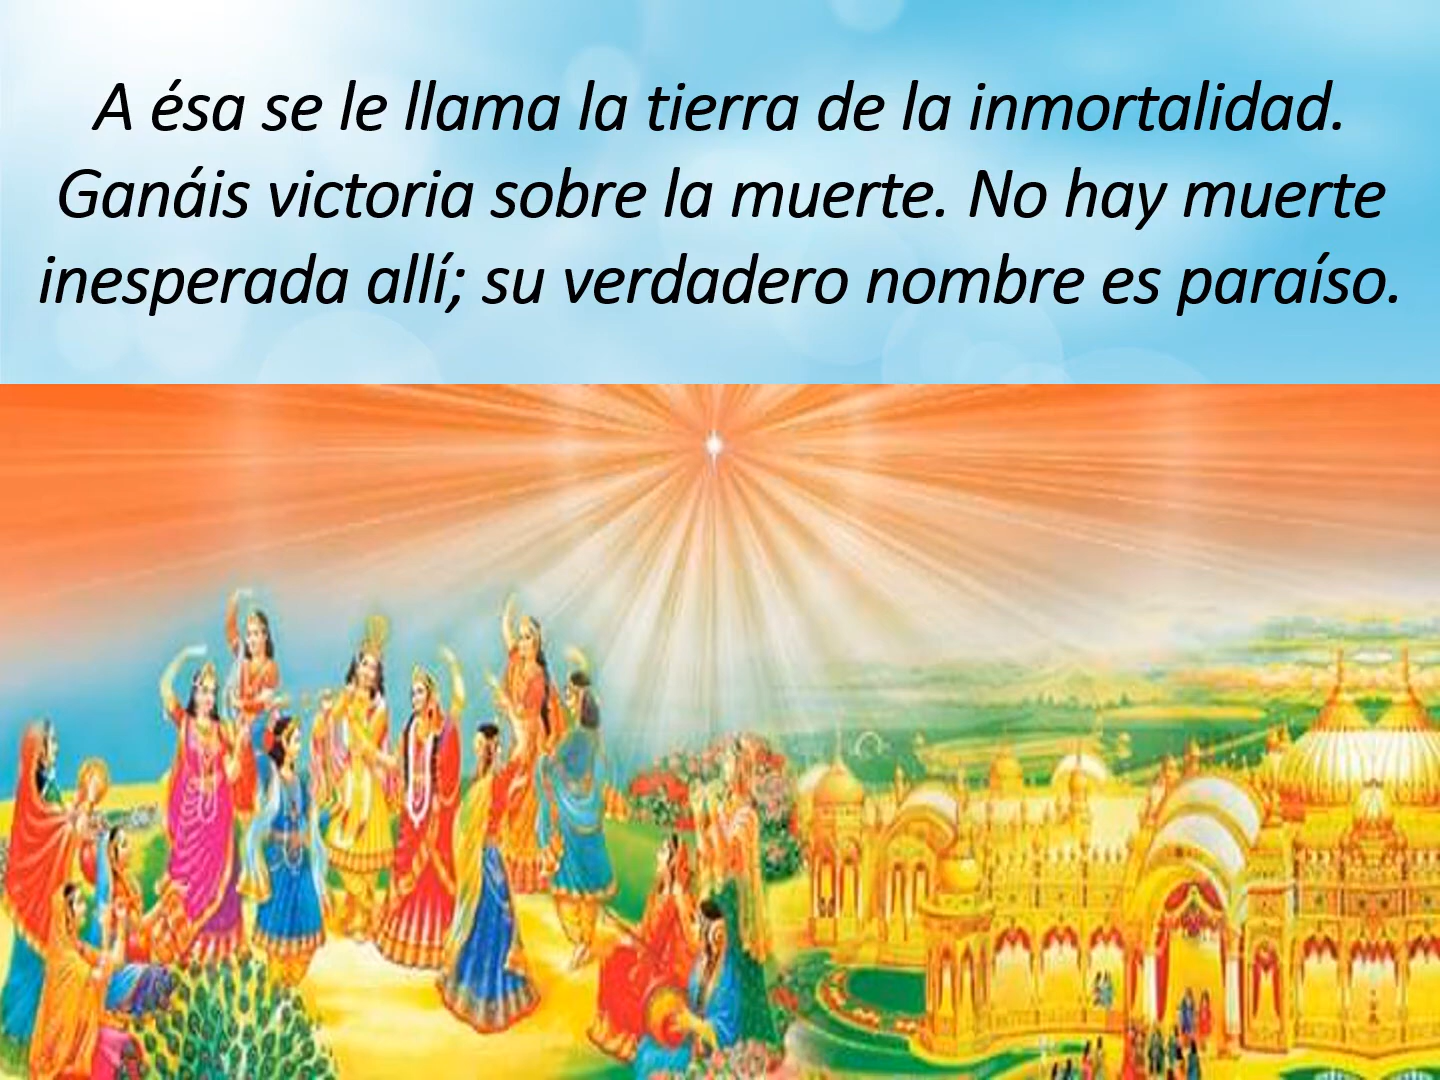 A ésa se le llama la tierra de la inmortalidad.
Ganáis victoria sobre la muerte. No hay muerte
inesperada allí; su verdadero nombre es paraíso.